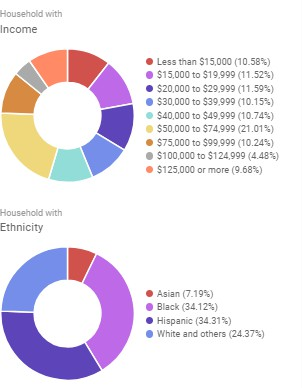 Household with
Income
Less than $15,000 (10.58%)
$15,000 to $19,999 (11.52%)
$20,000 to $29,999 (11.59%)
$30,000 to $39,999 (10.15%)
$40,000 to $49,999 (10.74%)
$50,000 to $74,999 (21.01%)
$75,000 to $99,999 (10.24%)
$100,000 to $124,999 (4.48%)
$125,000 or more (9.68%)
Household with
Ethnicity
Asian (7.19%)
Black (34.12%)
Hispanic (34.31%)
White and others (24.37%)